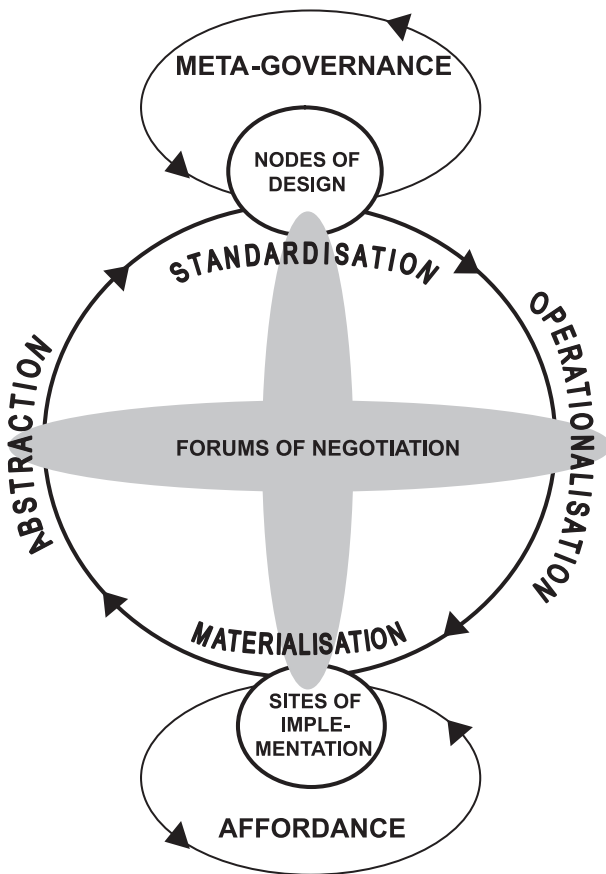 META-GOVERNANCE
NODES OF
DESIGN
STANDARDISATION
OPERATIONALISATION
ABSTRACTION
FORUMS OF NEGOTIATION
MATERIALISATION
SITES OF
IMPLE-
MENTATION
AFFORDANCE